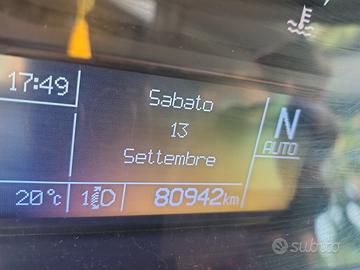 17:49
Sabato
13
Settembre
N
AUTO
20°C
1
80942km
subito